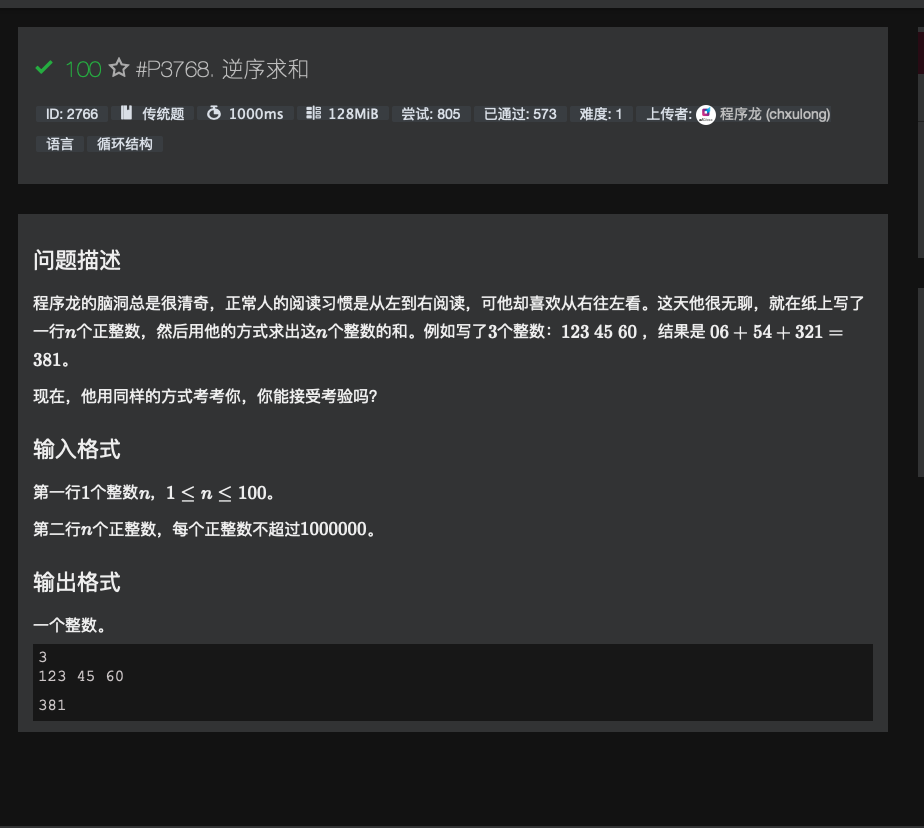 100 #P3768. 逆序求和
ID: 2766 传统题 1000ms 128MiB 尝试: 805 已通过: 573 难度: 1 上传者: 程序龙 (chxulong)
语言 循环结构
问题描述
程序龙的脑洞总是很清奇，正常人的阅读习惯是从左到右阅读，可他却喜欢从右往左看。这天他很无聊，就在纸上写了
一行n个正整数，然后用他的方式求出这n个整数的和。例如写了3个整数：123 45 60 ，结果是 06 + 54 + 321 =
381。
现在，他用同样的方式考考你，你能接受考验吗?
输入格式
第一行1个整数n，1 ≤ n ≤ 100。
第二行n个正整数，每个正整数不超过1000000。
输出格式
一个整数。
3
123 45 60
381